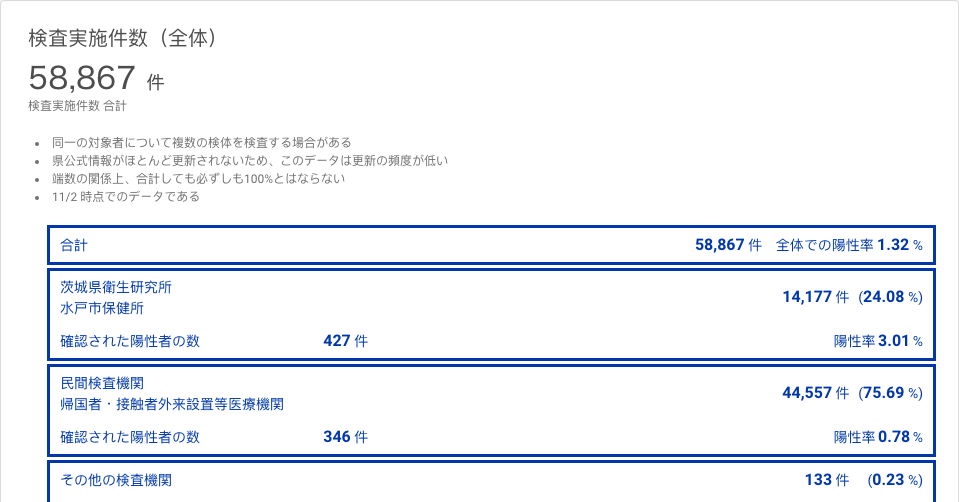 検査実施件数（全体）
58,867 件
検査実施件数 合計
同一の対象者について複数の検体を検査する場合がある
県公式情報がほとんど更新されないため、このデータは更新の頻度が低い
端数の関係上、合計しても必ずしも100%とはならない
11/2 時点でのデータである
合計 58,867 件 全体での陽性率 1.32 %
茨城県衛生研究所
水戸市保健所
14,177 件 (24.08 %)
確認された陽性者の数 427 件 陽性率 3.01 %
民間検査機関
帰国者・接触者外来設置等医療機関
44,557 件 (75.69 %)
確認された陽性者の数 346 件 陽性率 0.78 %
その他の検査機関 133 件 (0.23 %)